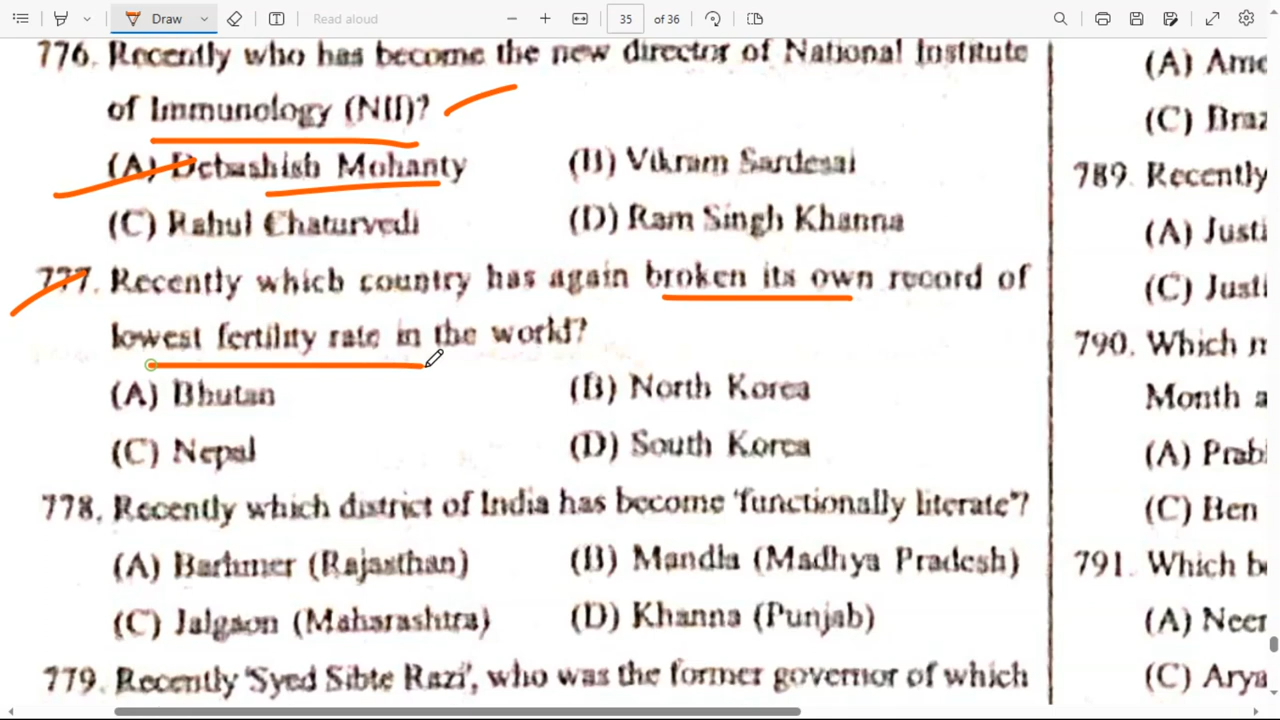 Draw
Read aloud
35 of 36
776. Recently who has become the new director of National Institute
of Immunology (NII)?
(A) Debashish Mohanty (B) Vikram Sardesai
(C) Rahul Chaturvedi (D) Ram Singh Khanna
777. Recently which country has again broken its own record of
lowest fertility rate in the world?
(A) Bhutan (B) North Korea
(C) Nepal (D) South Korea
778. Recently which district of India has become 'functionally literate'?
(A) Barhmer (Rajasthan) (B) Mandla (Madhya Pradesh)
(C) Jalgaon (Maharashtra) (D) Khanna (Punjab)
779. Recently 'Syed Sibte Razi', who was the former governor of which
(A) Ame
(C) Braz
789. Recently
(A) Justi
(C) Justi
790. Which
Month a
(A) Prab
(C) Ben
791. Which b
(A) Neer
(C) Arya